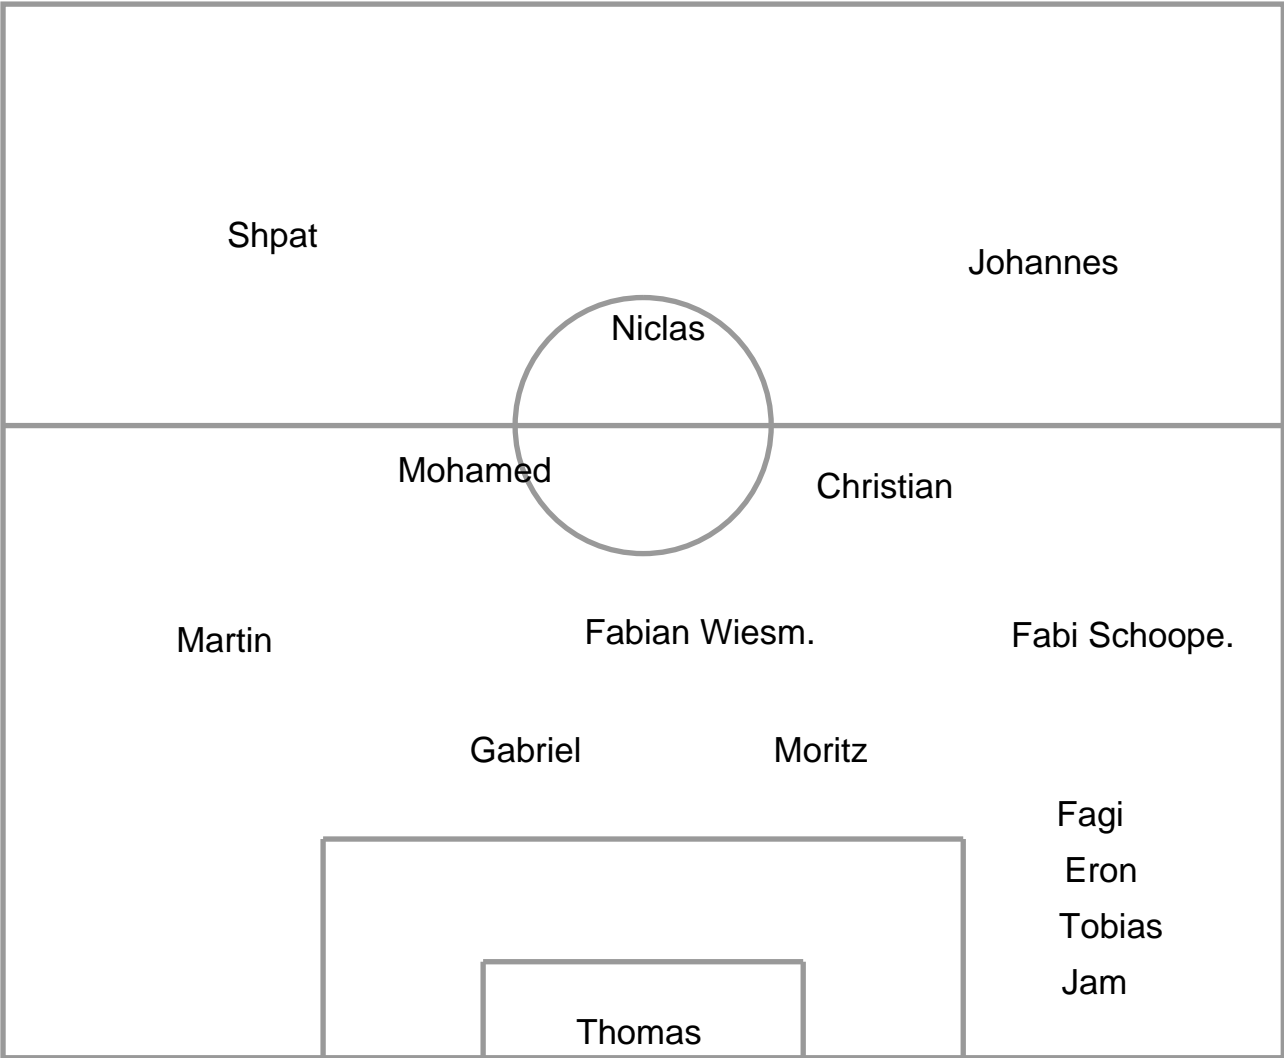 Shpat
Johannes
Niclas
Mohamed
Christian
Martin
Fabian Wiesm.
Fabi Schoope.
Gabriel
Moritz
Fagi
Eron
Tobias
Jam
Thomas